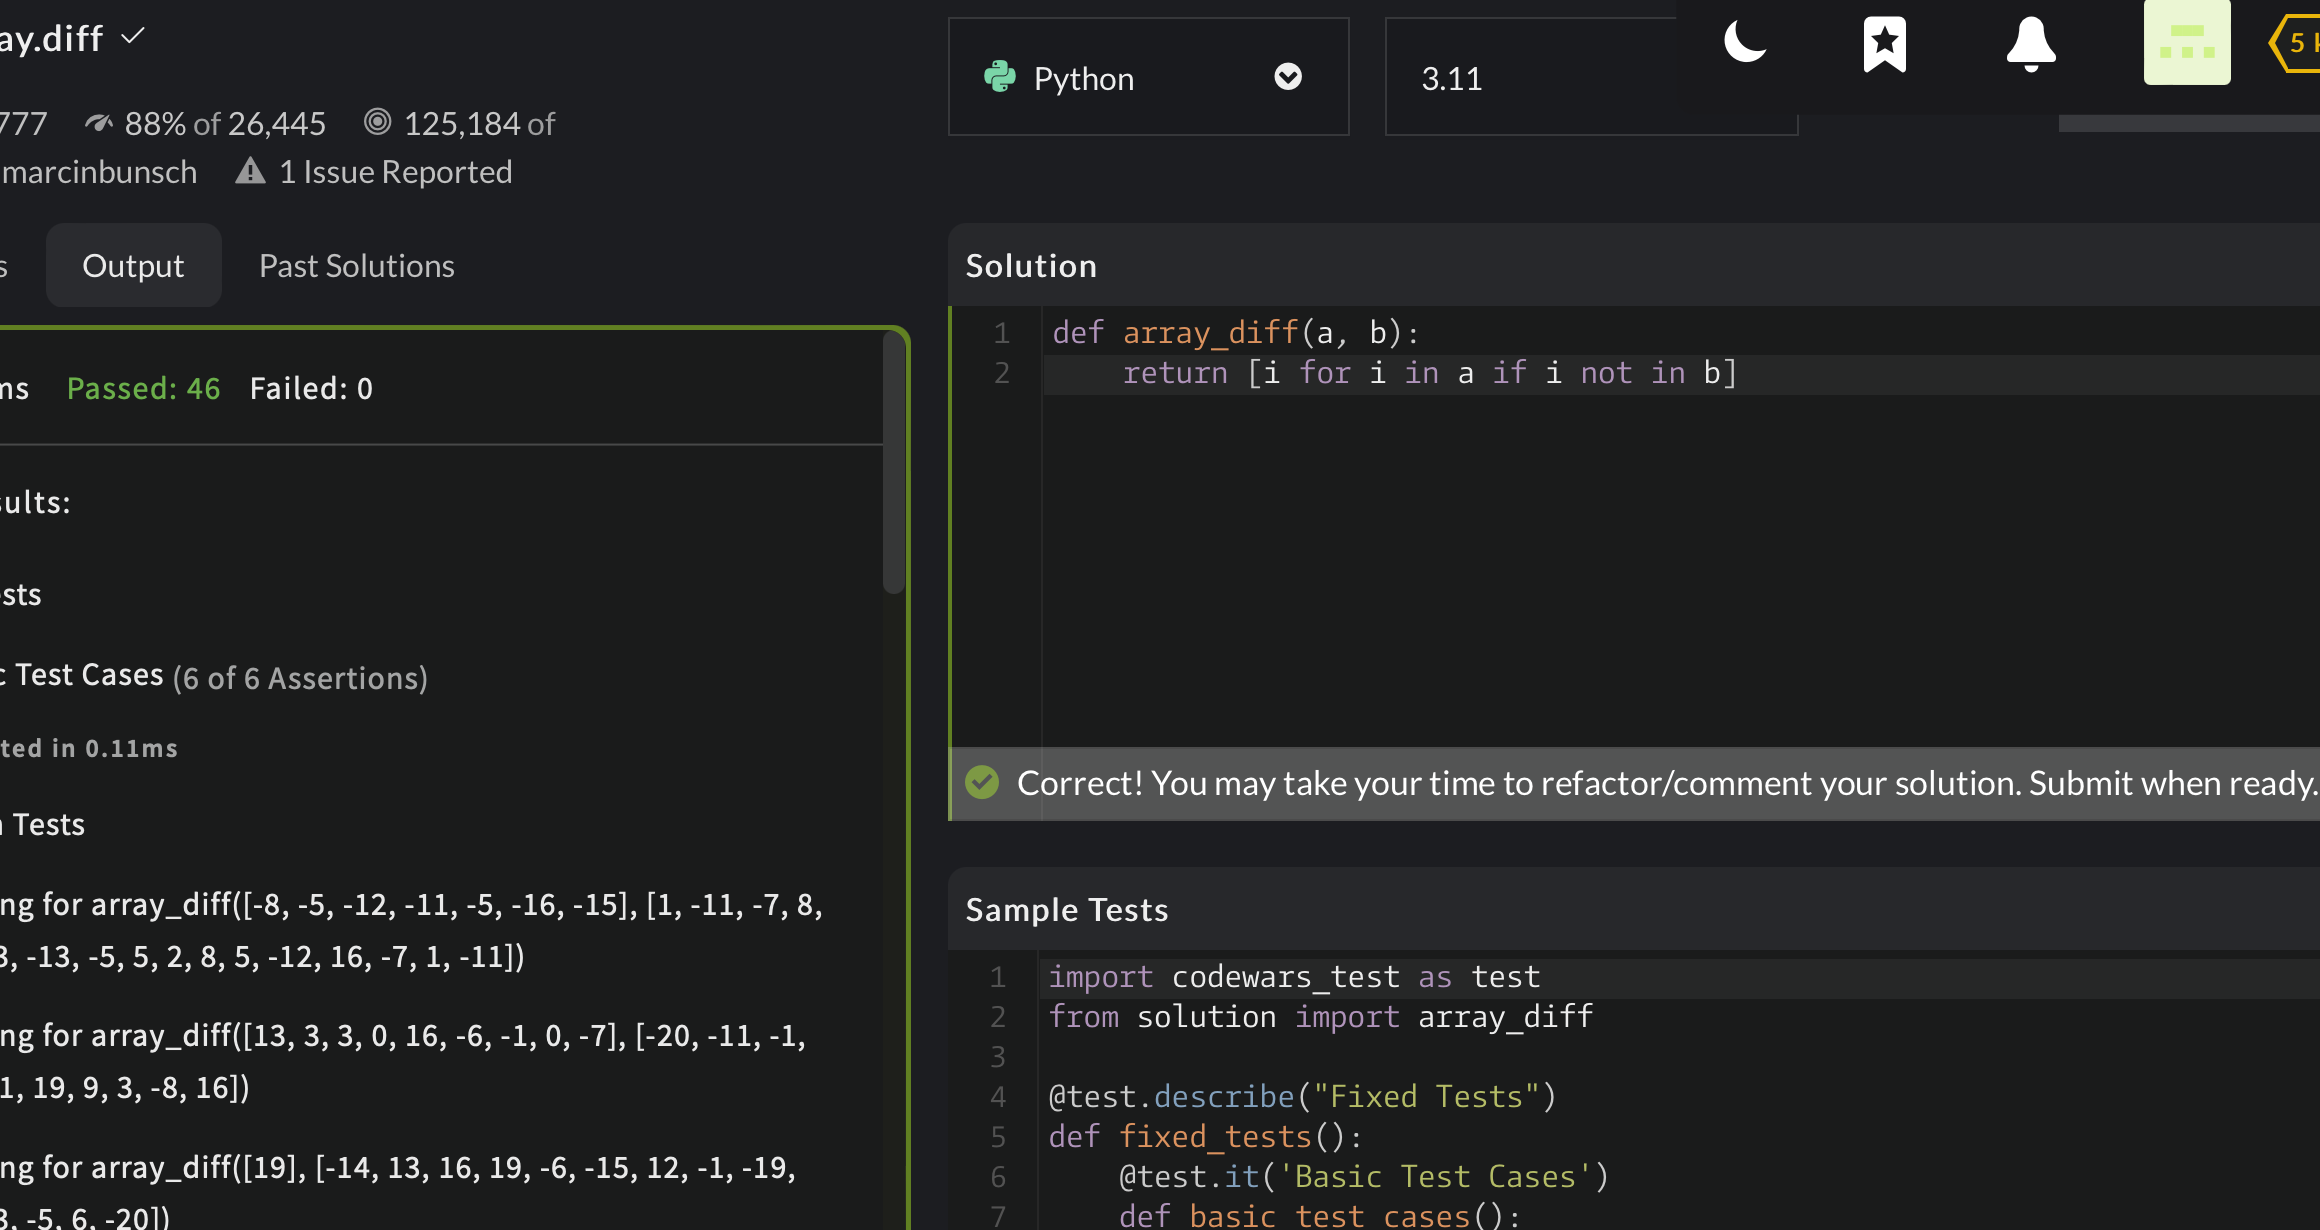 ay.diff
777 88% of 26,445 125,184 of
marcinbunsch 1 Issue Reported
Output Past Solutions
ms Passed: 46 Failed: 0
sults:
ests
c Test Cases (6 of 6 Assertions)
ted in 0.11ms
n Tests
ng for array_diff([-8, -5, -12, -11, -5, -16, -15], [1, -11, -7, 8,
3, -13, -5, 5, 2, 8, 5, -12, 16, -7, 1, -11])
ng for array_diff([13, 3, 3, 0, 16, -6, -1, 0, -7], [-20, -11, -1,
1, 19, 9, 3, -8, 16])
ng for array_diff([19], [-14, 13, 16, 19, -6, -15, 12, -1, -19,
3, -5, 6, -20])
Python 3.11
5 k
Solution
1 def array_diff(a, b):
2 return [i for i in a if i not in b]
Correct! You may take your time to refactor/comment your solution. Submit when ready.
Sample Tests
1 import codewars_test as test
2 from solution import array_diff
3
4 @test.describe("Fixed Tests")
5 def fixed_tests():
6 @test.it('Basic Test Cases')
7 def basic_test_cases():